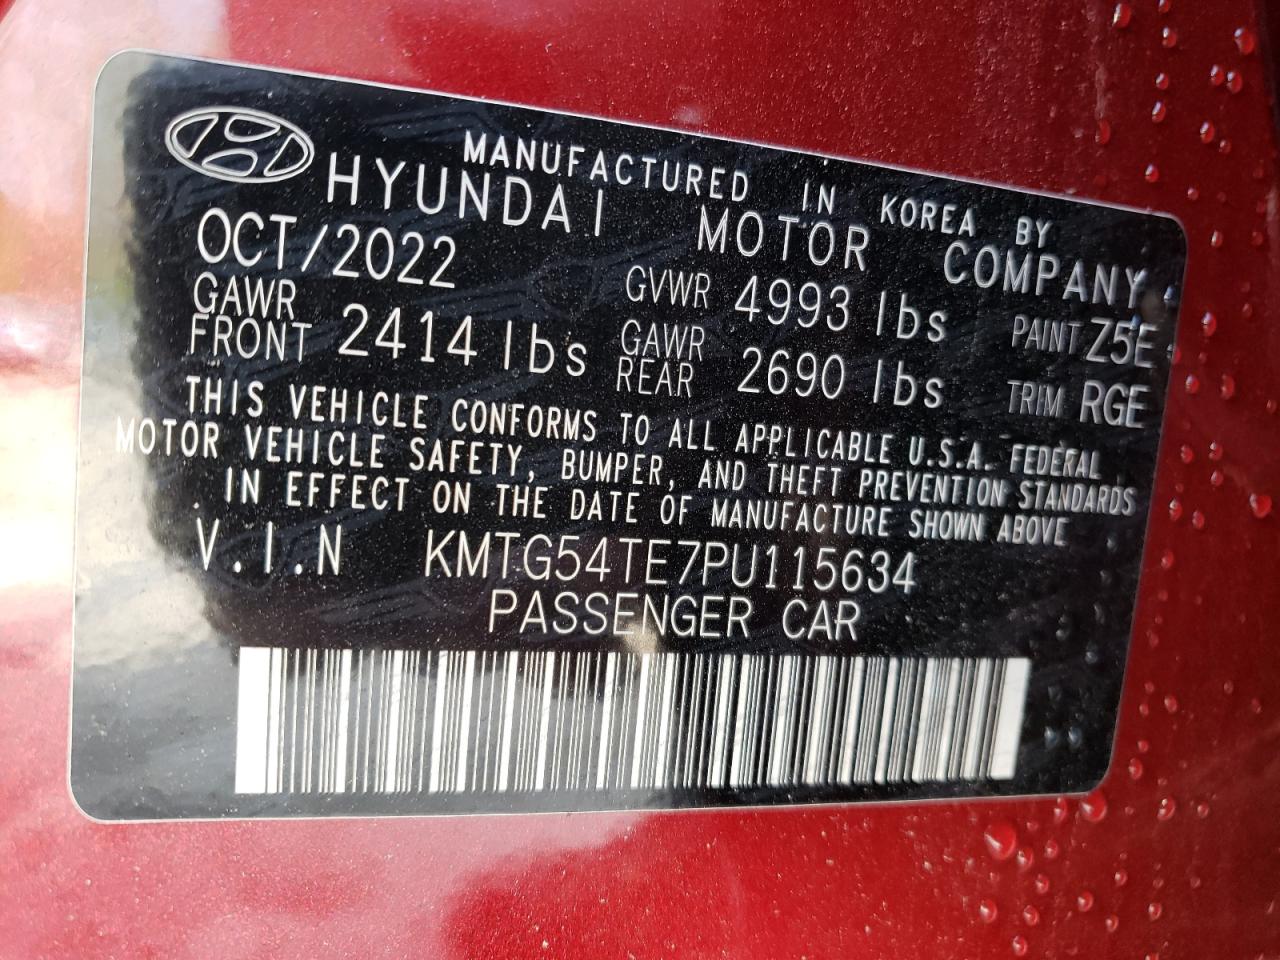 MANUFACTURED IN KOREA BY
HYUNDAI MOTOR COMPANY
OCT/2022 GVWR 4993 lbs PAINT Z5E
GAWR FRONT 2414 lbs GAWR REAR 2690 lbs TRIM RGE
THIS VEHICLE CONFORMS TO ALL APPLICABLE U.S.A. FEDERAL
MOTOR VEHICLE SAFETY, BUMPER, AND THEFT PREVENTION STANDARDS
IN EFFECT ON THE DATE OF MANUFACTURE SHOWN ABOVE
V.I.N KMTG54TE7PU115634
PASSENGER CAR